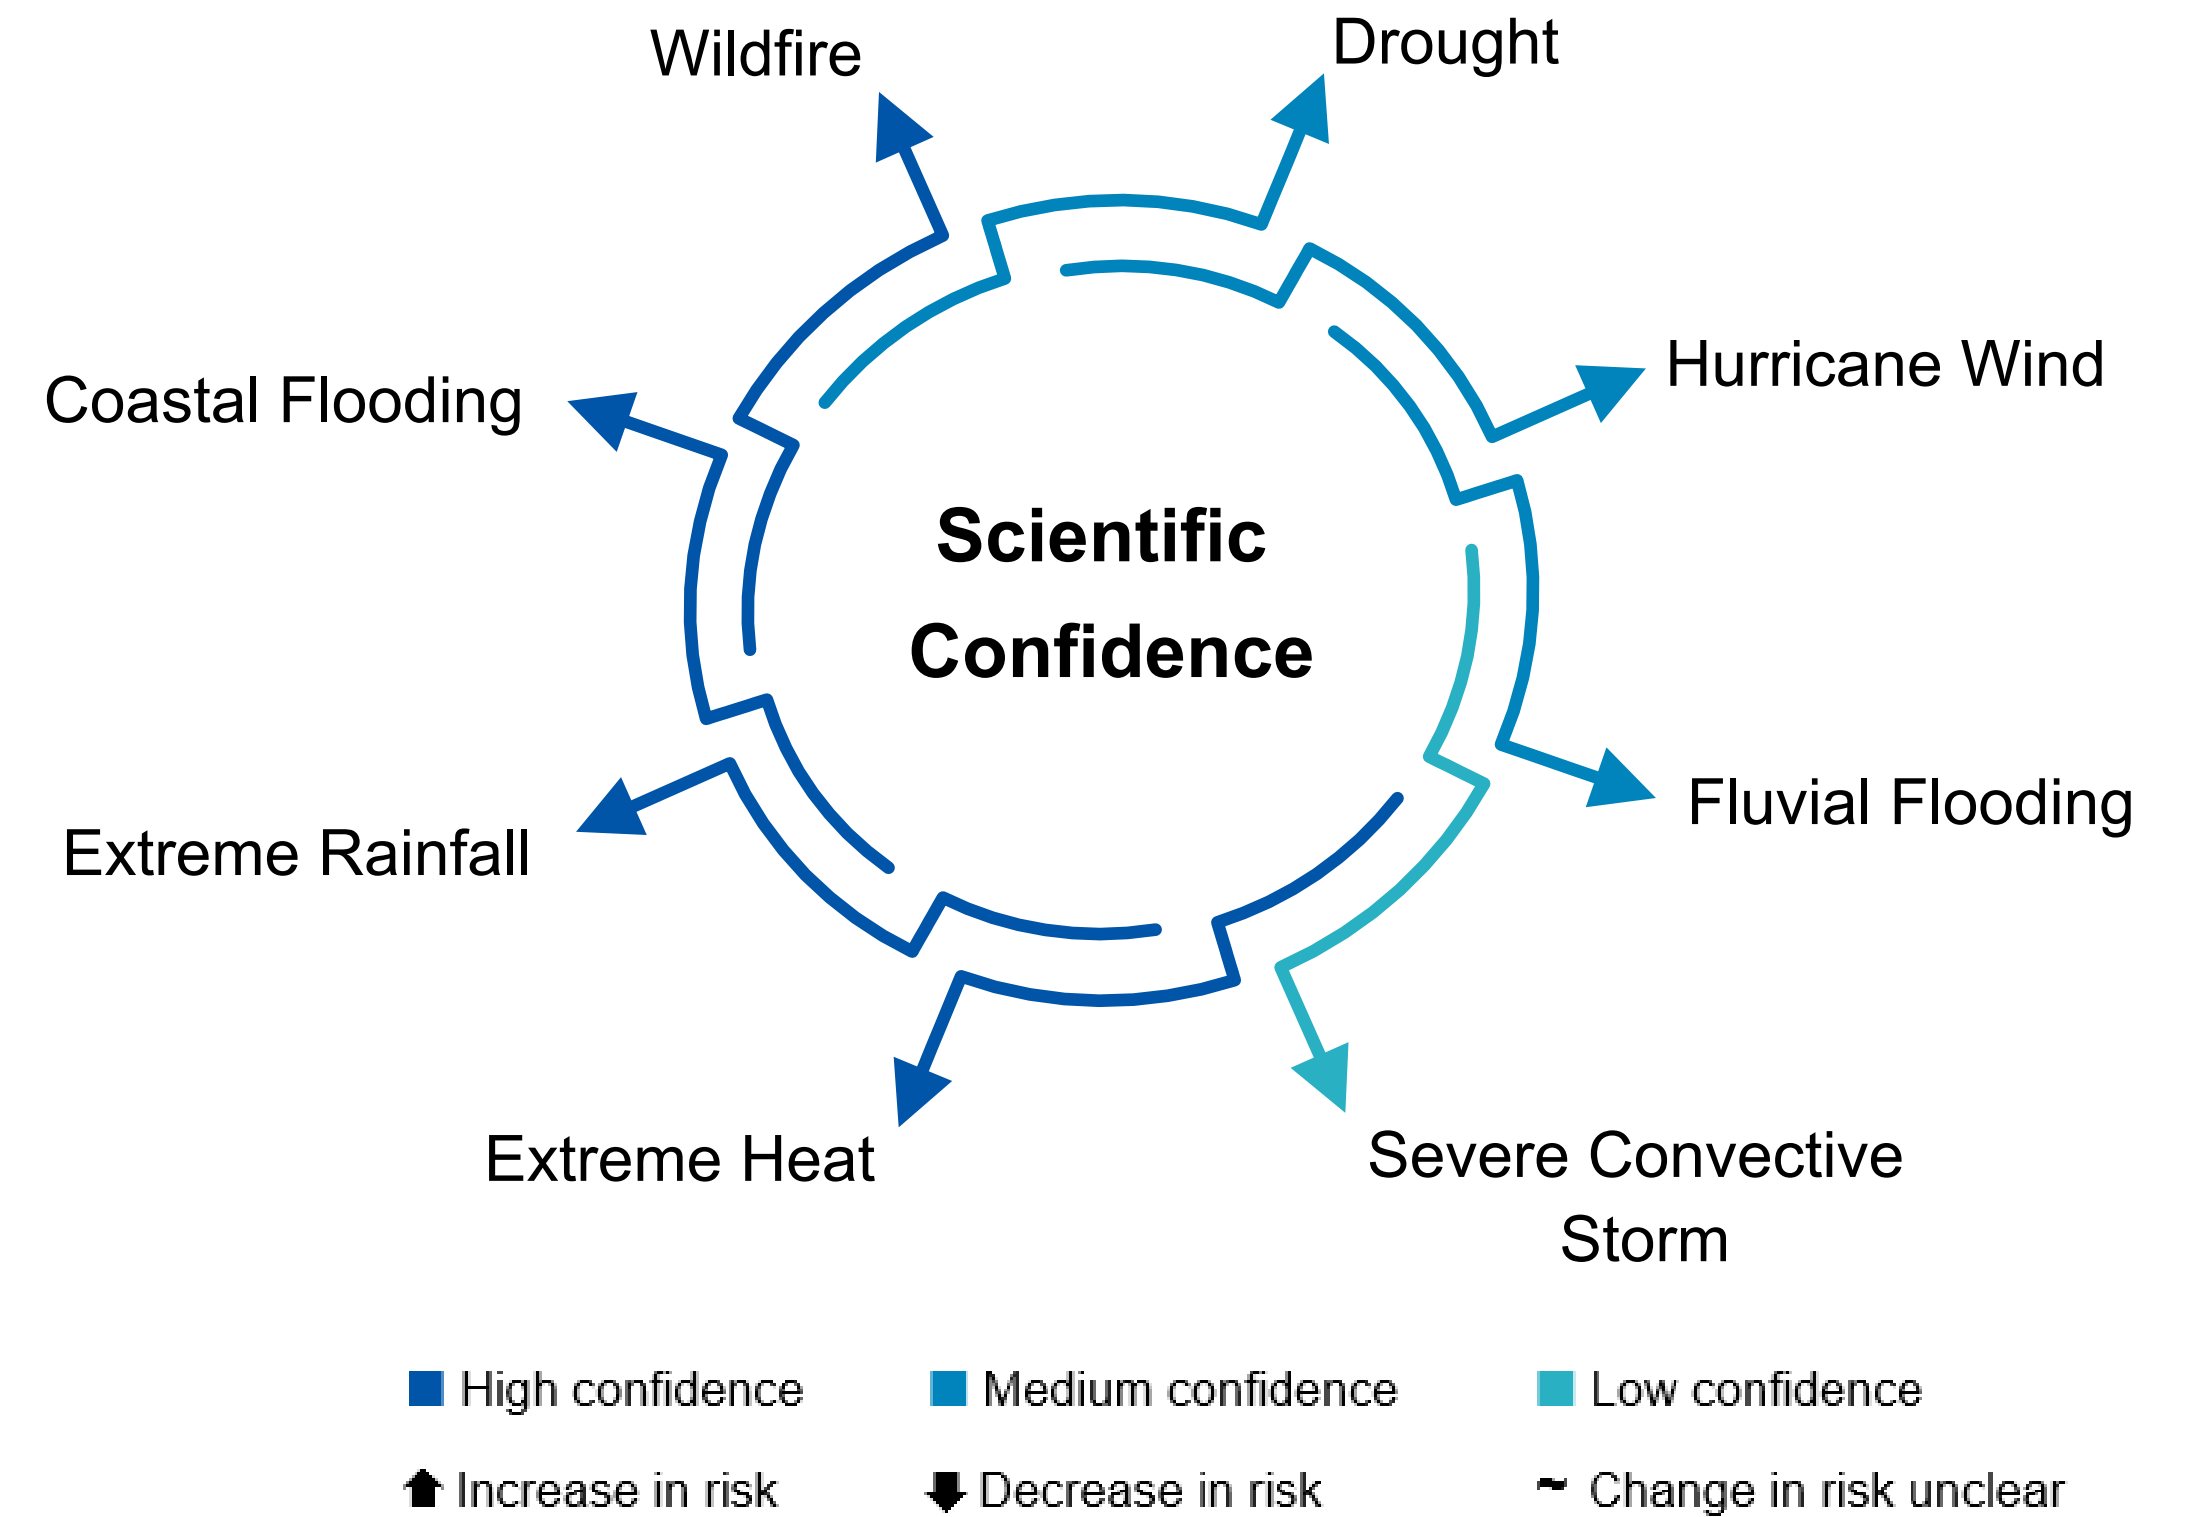 Wildfire
Drought
Coastal Flooding
Hurricane Wind
Scientific
Confidence
Extreme Rainfall
Fluvial Flooding
Extreme Heat
Severe Convective
Storm
High confidence
Medium confidence
Low confidence
Increase in risk
Decrease in risk
~ Change in risk unclear